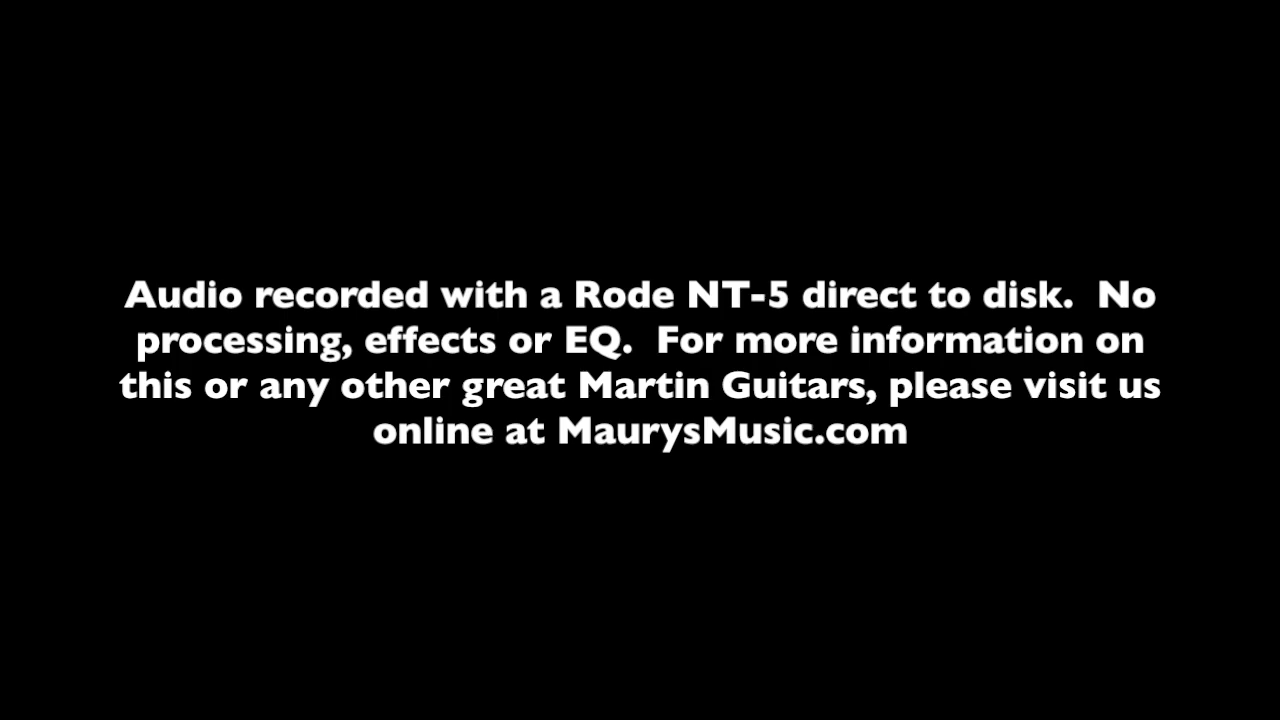 Audio recorded with a Rode NT-5 direct to disk.  No
processing, effects or EQ.  For more information on
this or any other great Martin Guitars, please visit us
online at MaurysMusic.com